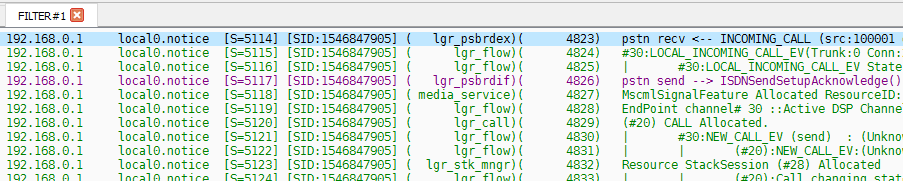 FILTER#1
192.168.0.1 local0.notice [S=5114] [SID:1546847905] ( lgr_psbrdex)( 4823) pstn recv <-- INCOMING_CALL (src:100001
192.168.0.1 local0.notice [S=5115] [SID:1546847905] ( lgr_flow)( 4824) #30:LOCAL_INCOMING_CALL_EV(Trunk:0 Conn:
192.168.0.1 local0.notice [S=5116] [SID:1546847905] ( lgr_flow)( 4825) | #30:LOCAL_INCOMING_CALL_EV State
192.168.0.1 local0.notice [S=5117] [SID:1546847905] ( lgr_psbrdif)( 4826) pstn send --> ISDNSendSetupAcknowledge()
192.168.0.1 local0.notice [S=5118] [SID:1546847905] ( media_service)( 4827) MscmlSignalFeature Allocated ResourceID:
192.168.0.1 local0.notice [S=5119] [SID:1546847905] ( lgr_flow)( 4828) EndPoint channel# 30 ::Active DSP Channel
192.168.0.1 local0.notice [S=5120] [SID:1546847905] ( lgr_call)( 4829) (#20) CALL Allocated.
192.168.0.1 local0.notice [S=5121] [SID:1546847905] ( lgr_flow)( 4830) | #30:NEW_CALL_EV (send) : (Unknow
192.168.0.1 local0.notice [S=5122] [SID:1546847905] ( lgr_flow)( 4831) | | (#20):NEW_CALL_EV:(Unknow
192.168.0.1 local0.notice [S=5123] [SID:1546847905] ( lgr_stk_mngr)( 4832) Resource StackSession (#28) Allocated
192.168.0.1 local0.notice [S=5124] [SID:1546847905] ( lgr_flow)( 4833) | | (#20):Call changing stat